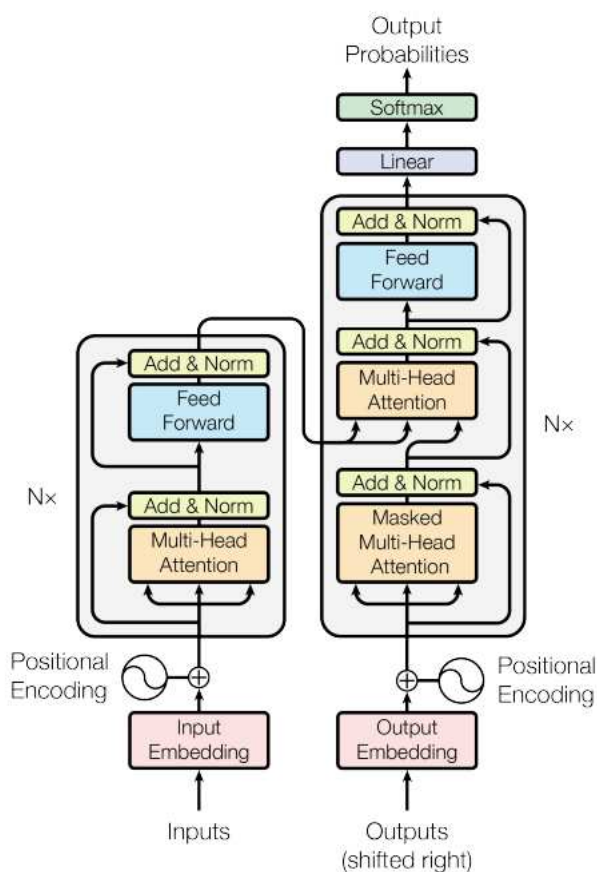 Output
Probabilities
Softmax
Linear
Add & Norm
Feed
Forward
Add & Norm
Multi-Head
Attention
Add & Norm
Masked
Multi-Head
Attention
N×
Add & Norm
Feed
Forward
Add & Norm
Multi-Head
Attention
N×
Positional
Encoding
Positional
Encoding
Input
Embedding
Output
Embedding
Inputs
Outputs
(shifted right)